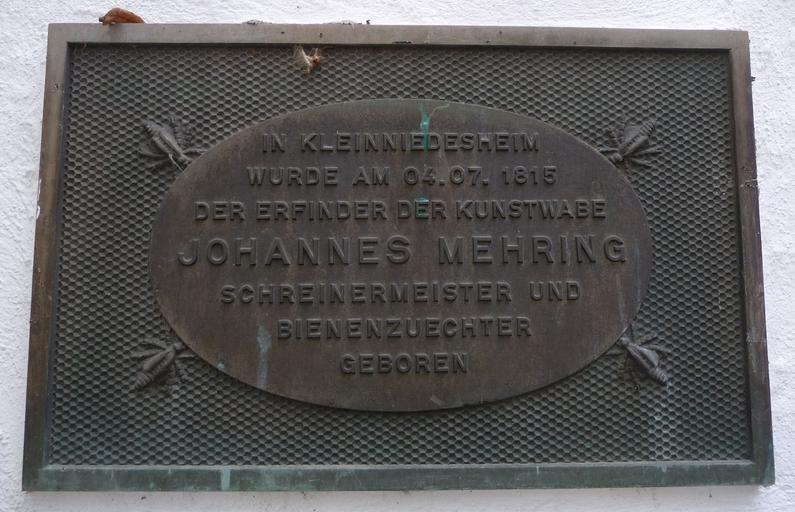 IN KLEINNIEDESHEIM
WURDE AM 04.07. 1815
DER ERFINDER DER KUNSTWABE
JOHANNES MEHRING
SCHREINERMEISTER UND
BIENENZUECHTER
GEBOREN